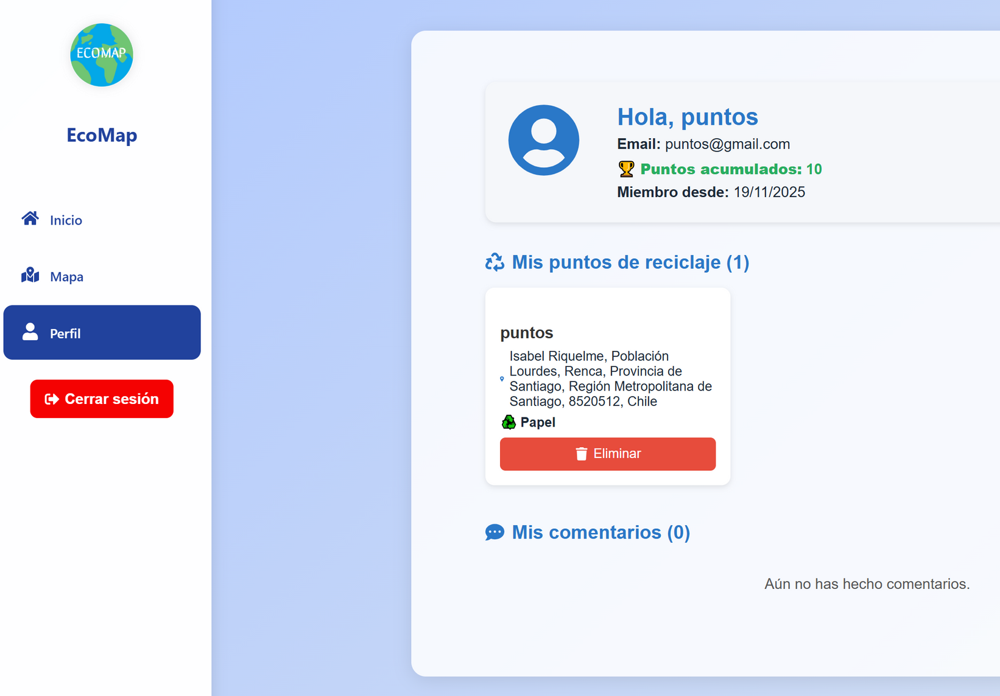 ECOMAP
EcoMap
Inicio
Mapa
Perfil
Cerrar sesión
Hola, puntos
Email: puntos@gmail.com
Puntos acumulados: 10
Miembro desde: 19/11/2025
Mis puntos de reciclaje (1)
puntos
Isabel Riquelme, Población
Lourdes, Renca, Provincia de
Santiago, Región Metropolitana de
Santiago, 8520512, Chile
Papel
Eliminar
Mis comentarios (0)
Aún no has hecho comentarios.